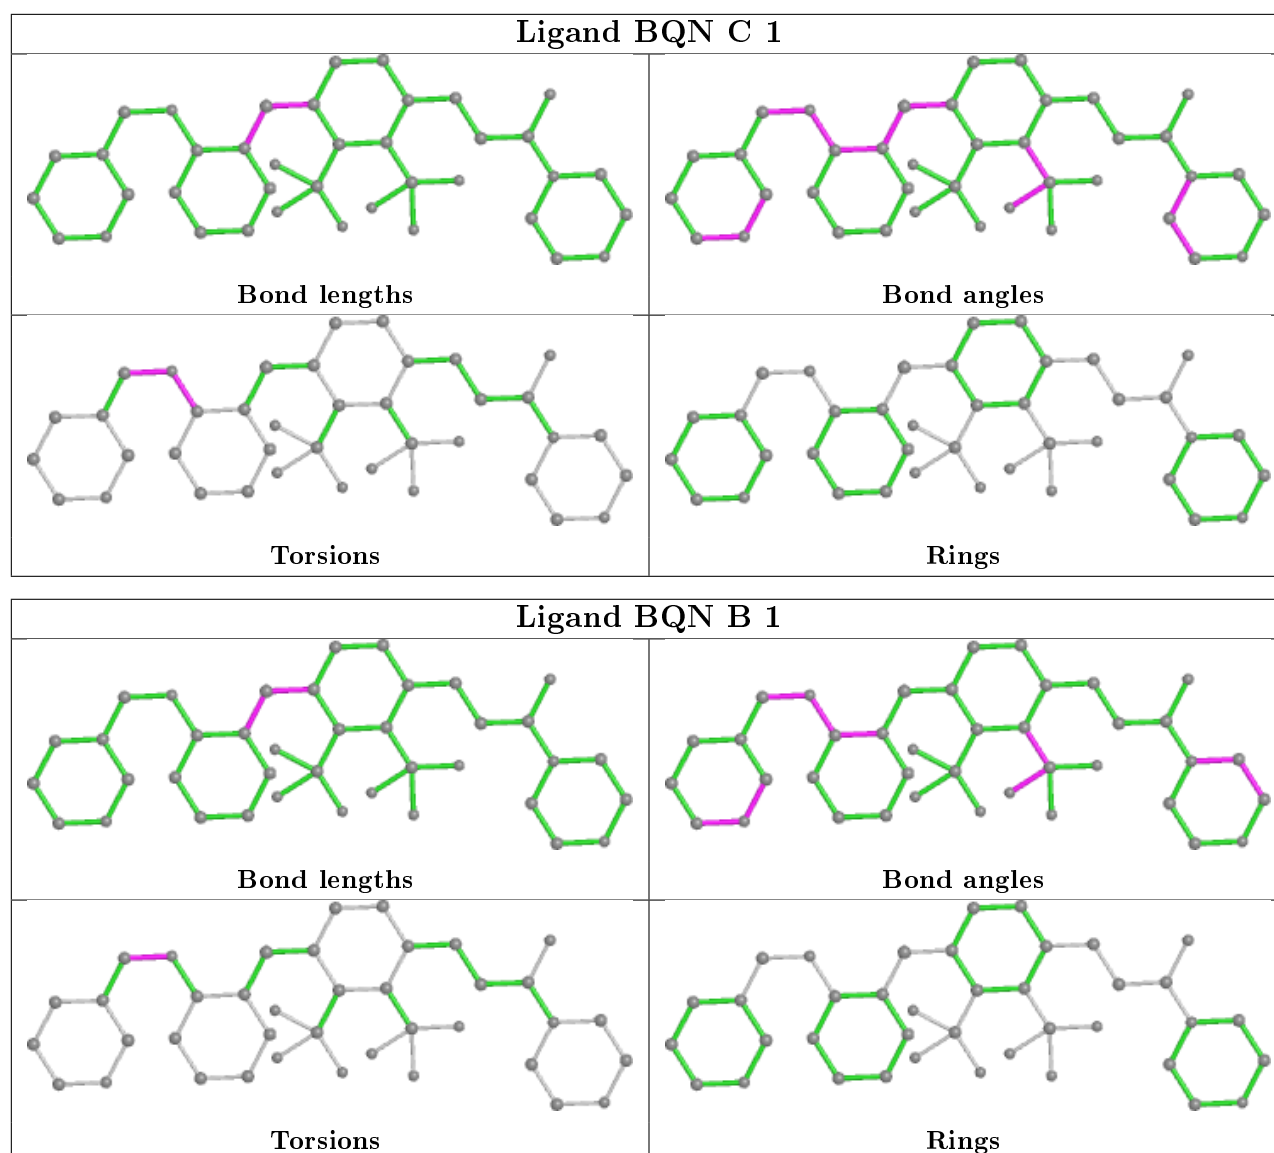 Ligand BQN C 1
Bond lengths
Bond angles
Torsions
Rings
Ligand BQN B 1
Bond lengths
Bond angles
Torsions
Rings